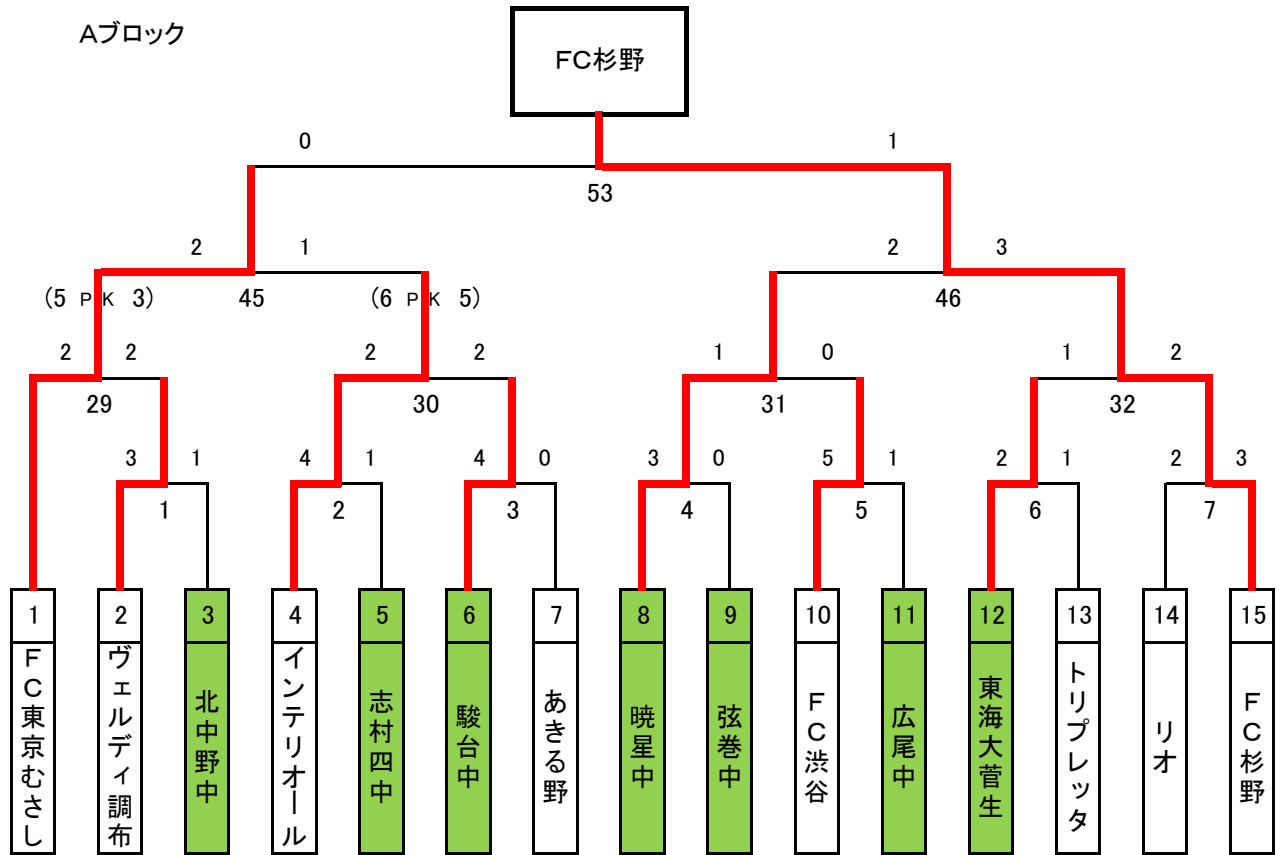 Aブロック
FC杉野
0 1
53
2 1 2 3
(5 PK 3) 45 (6 PK 5) 46
2 2 2 2 1 0 1 2
29 30 31 32
3 1 4 1 4 0 3 0 5 1 2 1 2 3
1 2 3 4 5 6 7
1 2 3 4 5 6 7 8 9 10 11 12 13 14 15
FC東京むさし
ヴェルディ調布
北中野中
インテリオール
志村四中
駿台中
あきる野
暁星中
弦巻中
FC渋谷
広尾中
東海大菅生
トリプレッタ
リオ
FC杉野